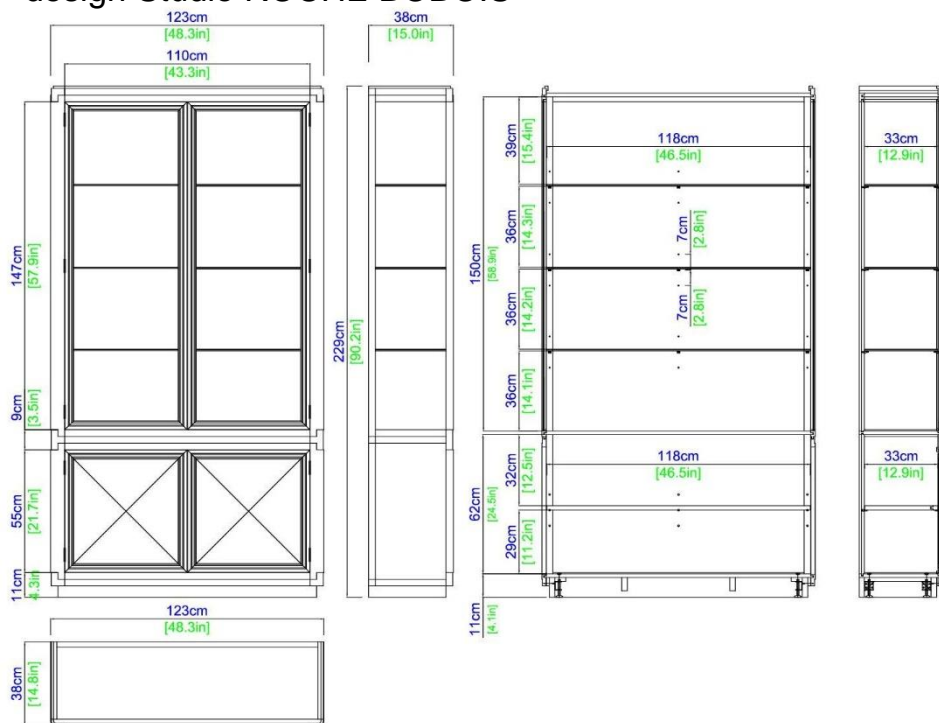 design Studio ROCHE BOBOIS
123cm
[48.3in]
38cm
[15.0in]
110cm
[43.3in]
147cm
[57.9in]
9cm
[3.5in]
55cm
[21.7in]
11cm
4.3in
229cm
[90.2in]
39cm
[15.4in]
118cm
[46.5in]
33cm
[12.9in]
150cm
[58.9in]
36cm
[14.3in]
7cm
[2.8in]
36cm
[14.2in]
7cm
[2.8in]
36cm
[14.1in]
62cm
[24.5in]
32cm
[12.5in]
118cm
[46.5in]
33cm
[12.9in]
29cm
[11.2in]
11cm
[4.1in]
123cm
[48.3in]
38cm
[14.8in]